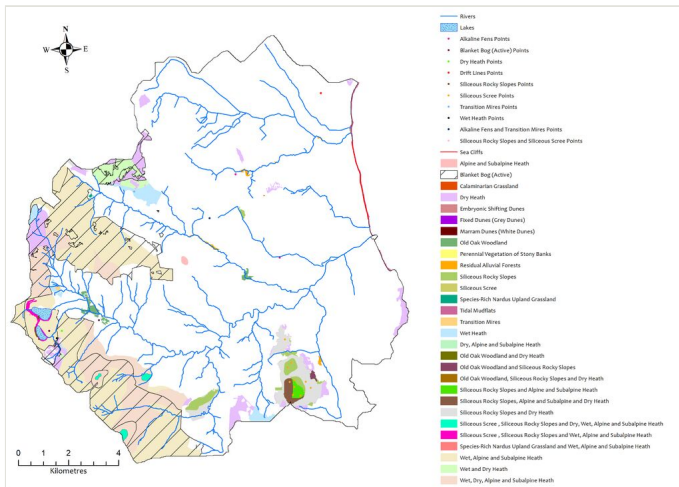 N
W E
S
0 1 2 4
Kilometres
Rivers
Lakes
Alkaline Fens Points
Blanket Bog (Active) Points
Dry Heath Points
Drift Lines Points
Siliceous Rocky Slopes Points
Siliceous Scree Points
Transition Mires Points
Wet Heath Points
Alkaline Fens and Transition Mires Points
Siliceous Rocky Slopes and Siliceous Scree Points
Sea Cliffs
Alpine and Subalpine Heath
Blanket Bog (Active)
Calaminarian Grassland
Dry Heath
Embryonic Shifting Dunes
Fixed Dunes (Grey Dunes)
Marram Dunes (White Dunes)
Old Oak Woodland
Perennial Vegetation of Stony Banks
Residual Alluvial Forests
Siliceous Rocky Slopes
Siliceous Scree
Species-Rich Nardus Upland Grassland
Tidal Mudflats
Transition Mires
Wet Heath
Dry, Alpine and Subalpine Heath
Old Oak Woodland and Dry Heath
Old Oak Woodland and Siliceous Rocky Slopes
Old Oak Woodland, Siliceous Rocky Slopes and Dry Heath
Siliceous Rocky Slopes and Alpine and Subalpine Heath
Siliceous Rocky Slopes, Alpine and Subalpine and Dry Heath
Siliceous Rocky Slopes and Dry Heath
Siliceous Scree , Siliceous Rocky Slopes and Dry, Wet, Alpine and Subalpine Heath
Siliceous Scree , Siliceous Rocky Slopes and Wet, Alpine and Subalpine Heath
Species-Rich Nardus Upland Grassland and Wet, Alpine and Subalpine Heath
Wet, Alpine and Subalpine Heath
Wet and Dry Heath
Wet, Dry, Alpine and Subalpine Heath